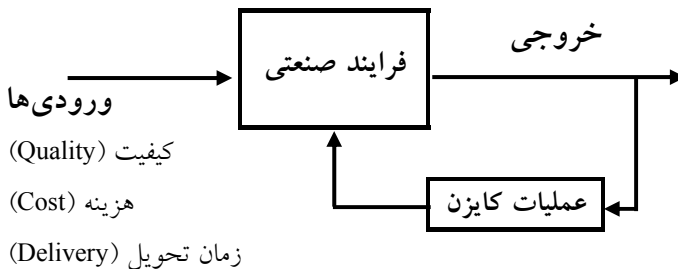 خروجی
فرایند صنعتی
ورودی‌ها
کیفیت (Quality)
هزینه (Cost)
عملیات کایزن
زمان تحویل (Delivery)